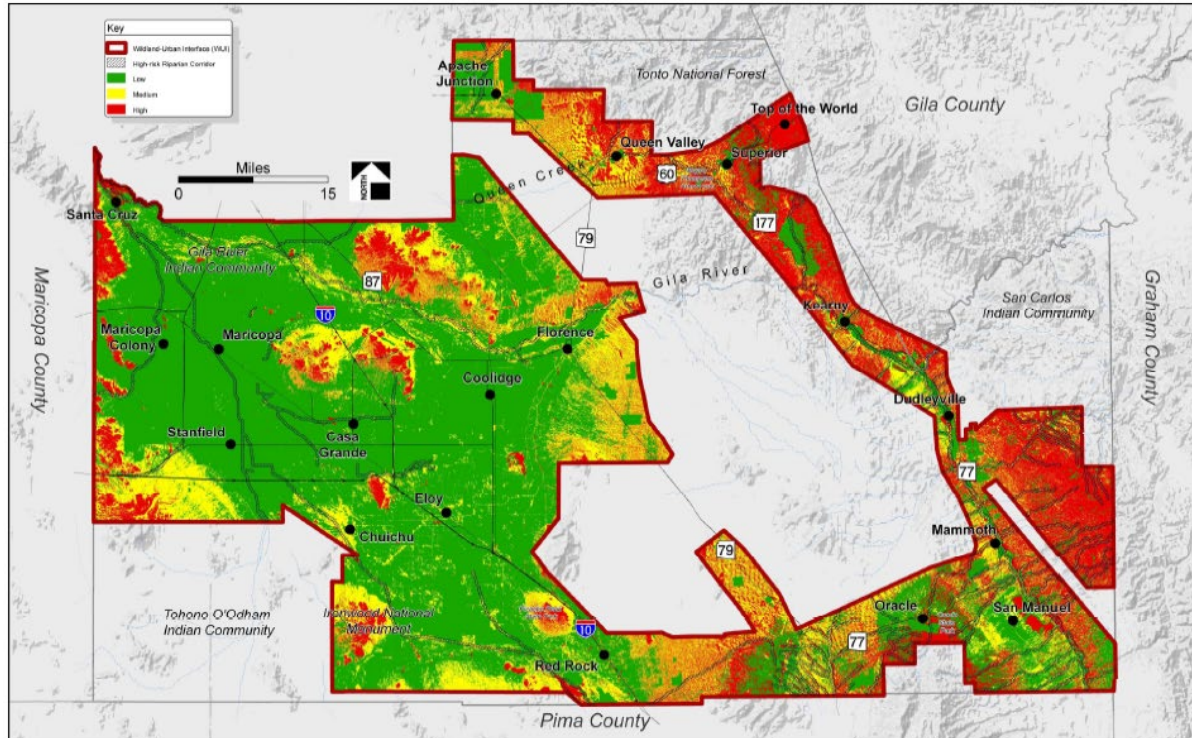 Key
Wildland-Urban Interface (WUI)
High-risk Riparian Corridor
Low
Medium
High
Miles
0
15
NORTH
Apache
Junction
Tonto National Forest
Top of the World
Gila County
Queen Valley
Superior
60
Queen Creek
177
79
Santa Cruz
Gila River
Indian Community
87
Gila River
10
Maricopa County
Maricopa
Colony
Maricopa
Florence
Kearny
San Carlos
Indian Community
Graham County
Coolidge
Dudleyville
Stanfield
Casa
Grande
77
Eloy
Chuichu
Mammoth
79
Tohono O'Odham
Indian Community
Ironwood National
Monument
10
Oracle
San Manuel
State
Park
77
Red Rock
Pima County